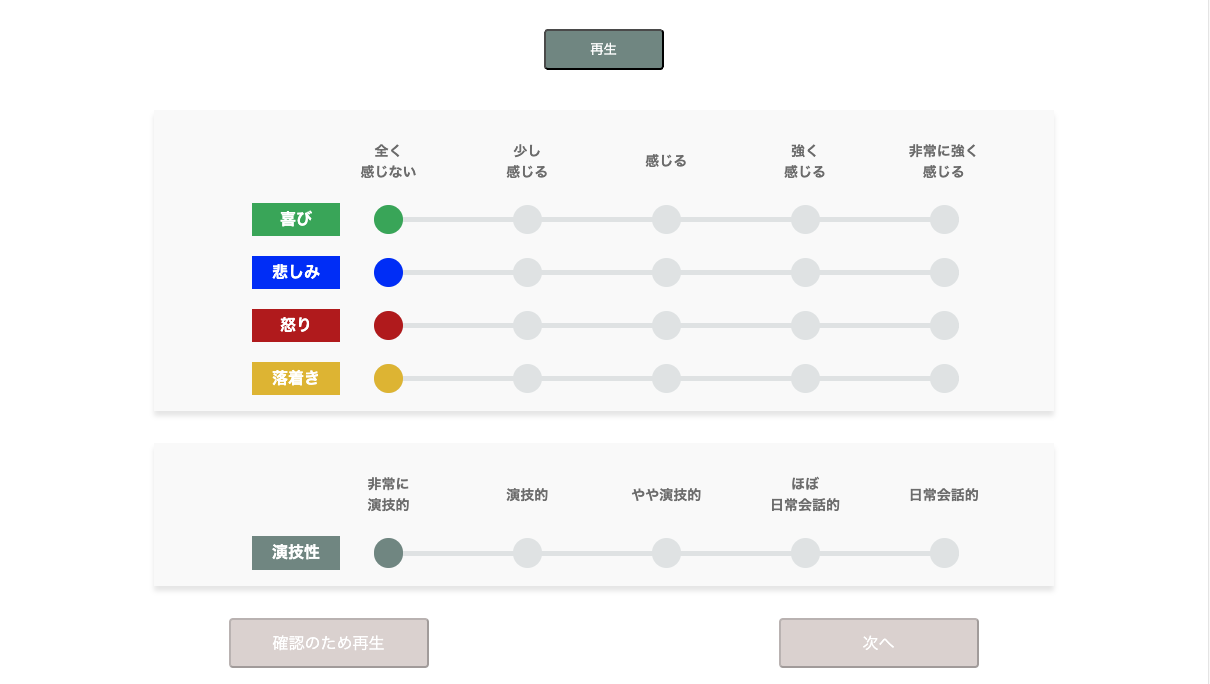 再生
全く
感じない
少し
感じる
感じる
強く
感じる
非常に強く
感じる
喜び
悲しみ
怒り
落着き
非常に
演技的
演技的
やや演技的
ほぼ
日常会話的
日常会話的
演技性
確認のため再生
次へ